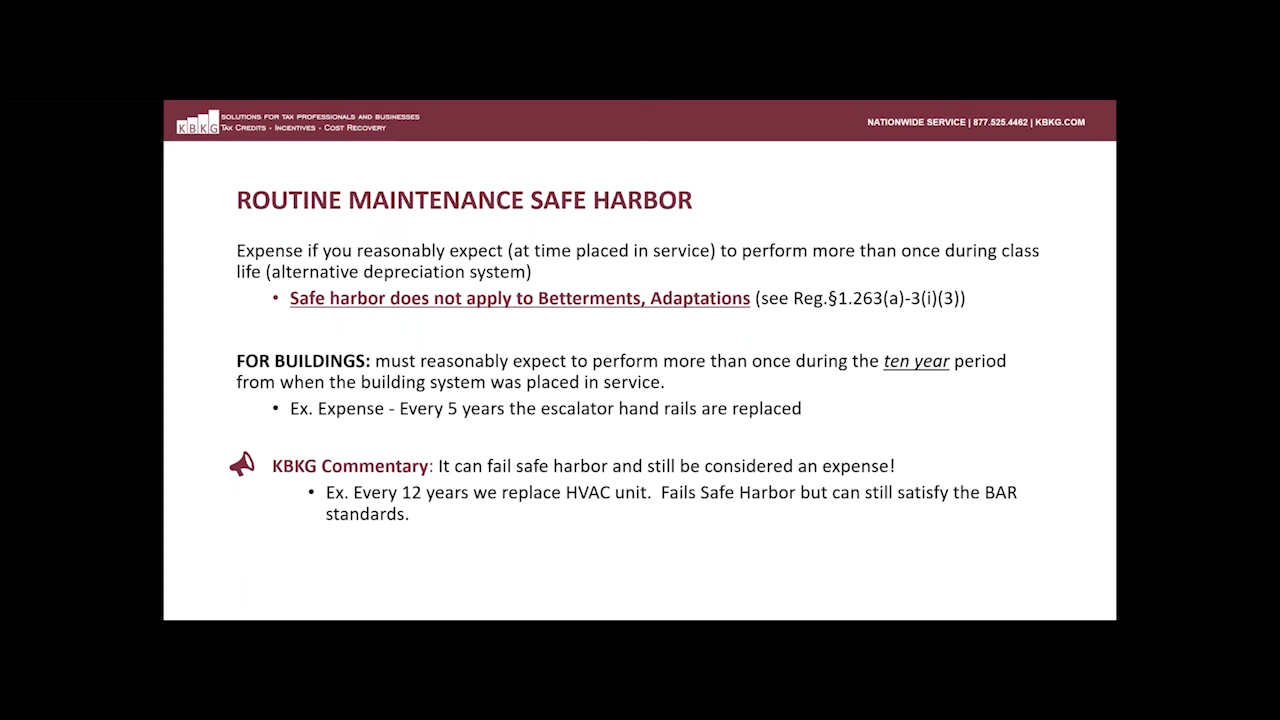 KBKG
SOLUTIONS FOR TAX PROFESSIONALS AND BUSINESSES
TAX CREDITS · INCENTIVES · COST RECOVERY
NATIONWIDE SERVICE | 877.525.4462 | KBKG.COM
ROUTINE MAINTENANCE SAFE HARBOR
Expense if you reasonably expect (at time placed in service) to perform more than once during class
life (alternative depreciation system)
• Safe harbor does not apply to Betterments, Adaptations (see Reg.§1.263(a)-3(i)(3))
FOR BUILDINGS: must reasonably expect to perform more than once during the ten year period
from when the building system was placed in service.
• Ex. Expense - Every 5 years the escalator hand rails are replaced
KBKG Commentary: It can fail safe harbor and still be considered an expense!
• Ex. Every 12 years we replace HVAC unit.  Fails Safe Harbor but can still satisfy the BAR
standards.